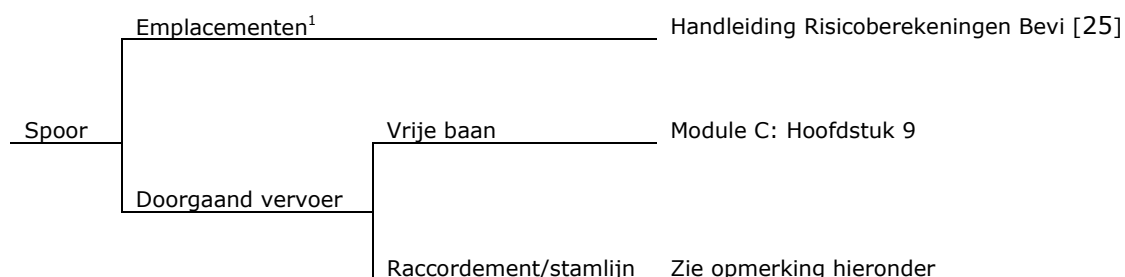 Emplacementen¹ Handleiding Risicoberekeningen Bevi [25]
Spoor Vrije baan Module C: Hoofdstuk 9
Doorgaand vervoer
Raccordement/stamlijn Zie opmerking hieronder